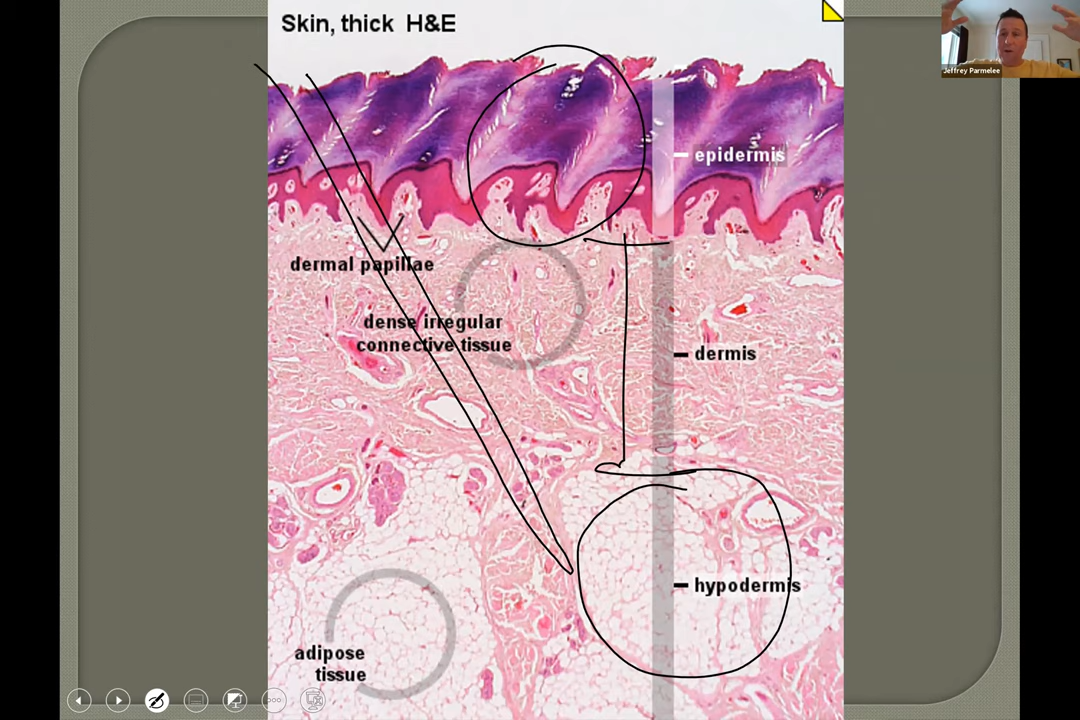 Skin, thick H&E
Jeffrey Parmelee
epidermis
dermal papillae
dense irregular
connective tissue
dermis
hypodermis
adipose
tissue